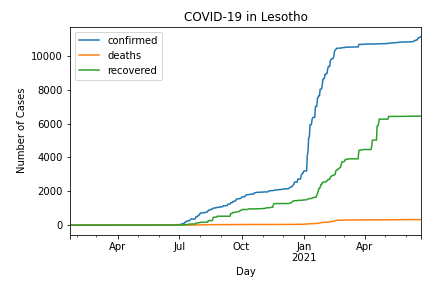 COVID-19 in Lesotho
confirmed
deaths
recovered
Number of Cases
10000
8000
6000
4000
2000
0
Apr
Jul
Oct
Jan
2021
Apr
Day